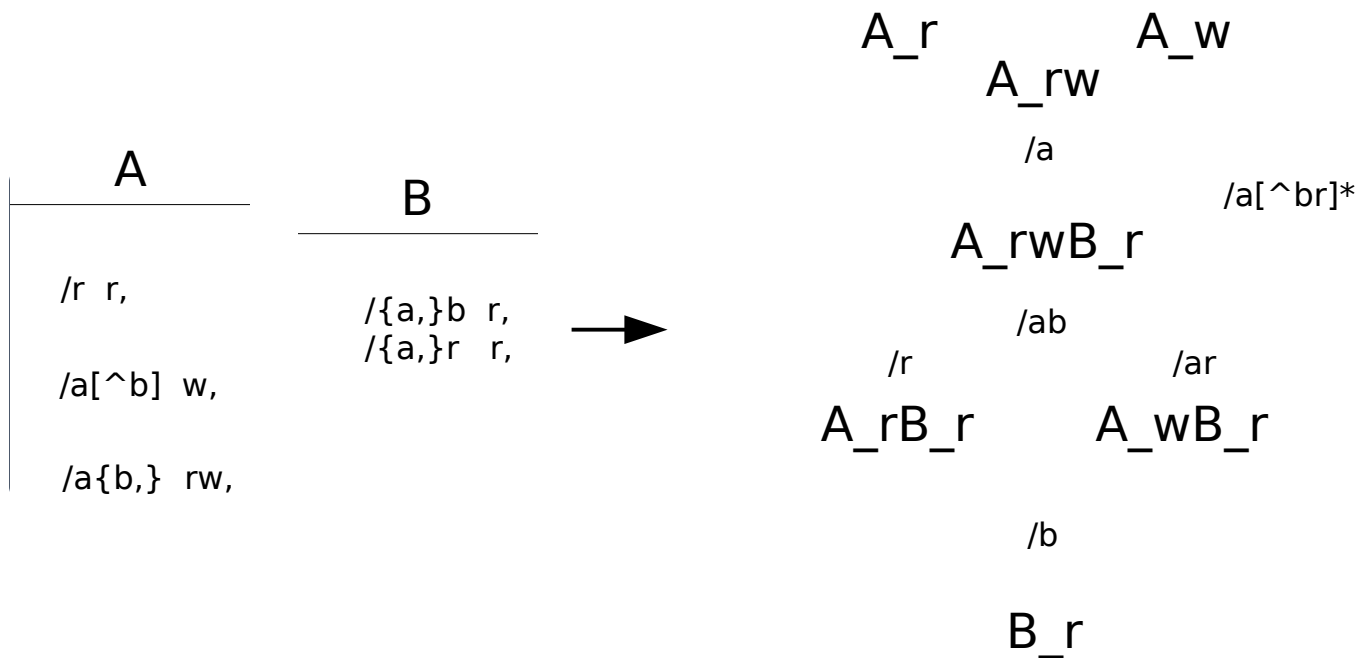 A
/r r,
/a[^b] w,
/a{b,} rw,
B
/{a,}b r,
/{a,}r r,
A_r A_w
A_rw
/a
/a[^br]*
A_rwB_r
/ab
/r /ar
A_rB_r A_wB_r
/b
B_r